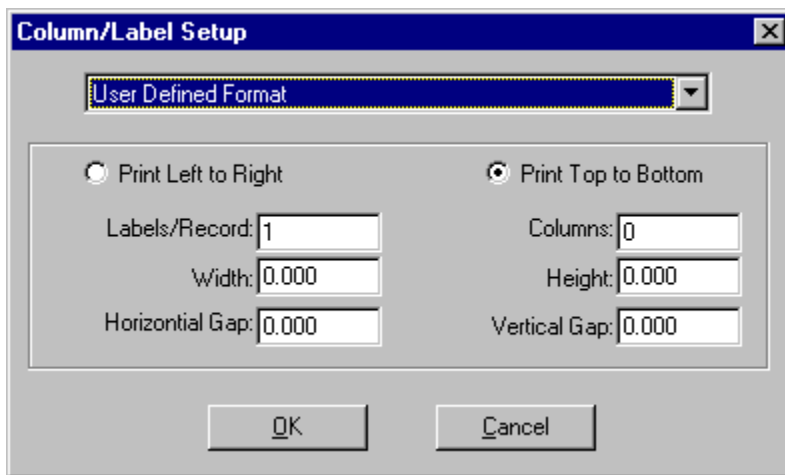 Column/Label Setup
User Defined Format
Print Left to Right
Print Top to Bottom
Labels/Record: 1
Columns: 0
Width: 0.000
Height: 0.000
Horizontial Gap: 0.000
Vertical Gap: 0.000
OK
Cancel